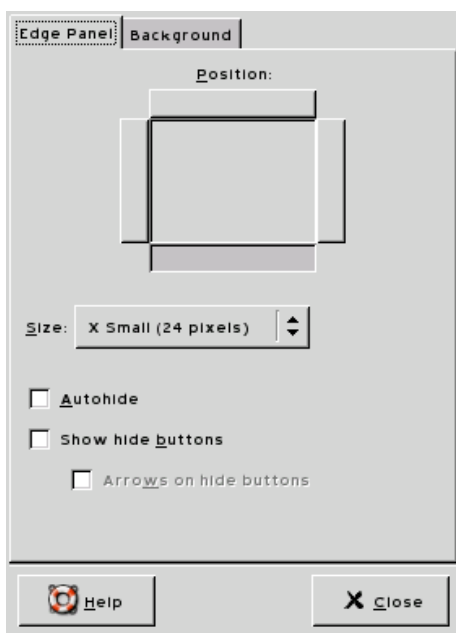 Edge Panel Background
Position:
Size: X Small (24 pixels)
Autohide
Show hide buttons
Arrows on hide buttons
Help Close